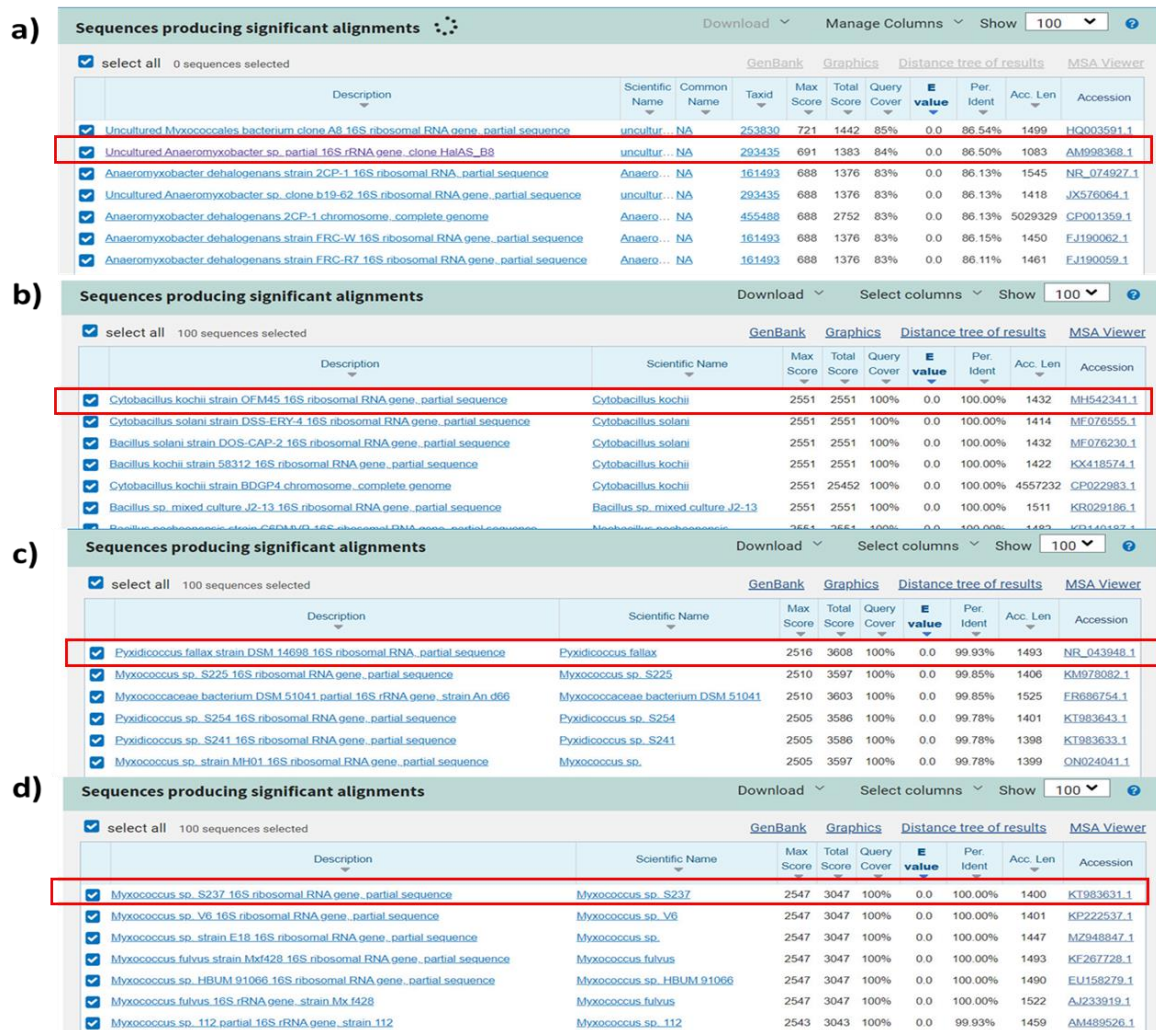 a)
Sequences producing significant alignments Download Manage Columns Show 100 ?
select all 0 sequences selected GenBank Graphics Distance tree of results MSA Viewer
Description Scientific Name Common Name Taxid Max Score Total Score Query Cover E value Per. Ident Acc. Len Accession
Uncultured Myxococcales bacterium clone A8 16S ribosomal RNA gene, partial sequence uncultur... NA 253830 721 1442 85% 0.0 86.54% 1499 HQ003591.1
Uncultured Anaeromyxobacter sp. partial 16S rRNA gene, clone HalAS_B8 uncultur... NA 293435 691 1383 84% 0.0 86.50% 1083 AM998368.1
Anaeromyxobacter dehalogenans strain 2CP-1 16S ribosomal RNA, partial sequence Anaero... NA 161493 688 1376 83% 0.0 86.13% 1545 NR_074927.1
Uncultured Anaeromyxobacter sp. clone b19-62 16S ribosomal RNA gene, partial sequence uncultur... NA 293435 688 1376 83% 0.0 86.13% 1418 JX576064.1
Anaeromyxobacter dehalogenans 2CP-1 chromosome, complete genome Anaero... NA 455488 688 2752 83% 0.0 86.13% 5029329 CP001359.1
Anaeromyxobacter dehalogenans strain FRC-W 16S ribosomal RNA gene, partial sequence Anaero... NA 161493 688 1376 83% 0.0 86.15% 1450 FJ190062.1
Anaeromyxobacter dehalogenans strain FRC-R7 16S ribosomal RNA gene, partial sequence Anaero... NA 161493 688 1376 83% 0.0 86.11% 1461 FJ190059.1
b)
Sequences producing significant alignments Download Select columns Show 100 ?
select all 100 sequences selected GenBank Graphics Distance tree of results MSA Viewer
Description Scientific Name Max Score Total Score Query Cover E value Per. Ident Acc. Len Accession
Cytobacillus kochii strain OFM45 16S ribosomal RNA gene, partial sequence Cytobacillus kochii 2551 2551 100% 0.0 100.00% 1432 MH542341.1
Cytobacillus solani strain DSS-ERY-4 16S ribosomal RNA gene, partial sequence Cytobacillus solani 2551 2551 100% 0.0 100.00% 1414 MF076555.1
Bacillus solani strain DOS-CAP-2 16S ribosomal RNA gene, partial sequence Cytobacillus solani 2551 2551 100% 0.0 100.00% 1432 MF076230.1
Bacillus kochii strain 58312 16S ribosomal RNA gene, partial sequence Cytobacillus kochii 2551 2551 100% 0.0 100.00% 1422 KX418574.1
Cytobacillus kochii strain BDGP4 chromosome, complete genome Cytobacillus kochii 2551 25452 100% 0.0 100.00% 4557232 CP022983.1
Bacillus sp. mixed culture J2-13 16S ribosomal RNA gene, partial sequence Bacillus sp. mixed culture J2-13 2551 2551 100% 0.0 100.00% 1511 KR029186.1
c)
Sequences producing significant alignments Download Select columns Show 100 ?
select all 100 sequences selected GenBank Graphics Distance tree of results MSA Viewer
Description Scientific Name Max Score Total Score Query Cover E value Per. Ident Acc. Len Accession
Pyxidicoccus fallax strain DSM 14698 16S ribosomal RNA, partial sequence Pyxidicoccus fallax 2516 3608 100% 0.0 99.93% 1493 NR_043948.1
Myxococcus sp. S225 16S ribosomal RNA gene, partial sequence Myxococcus sp. S225 2510 3597 100% 0.0 99.85% 1406 KM978082.1
Myxococcaceae bacterium DSM 51041 partial 16S rRNA gene, strain An d66 Myxococcaceae bacterium DSM 51041 2510 3603 100% 0.0 99.85% 1525 FR686754.1
Pyxidicoccus sp. S254 16S ribosomal RNA gene, partial sequence Pyxidicoccus sp. S254 2505 3586 100% 0.0 99.78% 1401 KT983643.1
Pyxidicoccus sp. S241 16S ribosomal RNA gene, partial sequence Pyxidicoccus sp. S241 2505 3586 100% 0.0 99.78% 1398 KT983633.1
Myxococcus sp. strain MH01 16S ribosomal RNA gene, partial sequence Myxococcus sp. 2505 3597 100% 0.0 99.78% 1399 ON024041.1
d)
Sequences producing significant alignments Download Select columns Show 100 ?
select all 100 sequences selected GenBank Graphics Distance tree of results MSA Viewer
Description Scientific Name Max Score Total Score Query Cover E value Per. Ident Acc. Len Accession
Myxococcus sp. S237 16S ribosomal RNA gene, partial sequence Myxococcus sp. S237 2547 3047 100% 0.0 100.00% 1400 KT983631.1
Myxococcus sp. V6 16S ribosomal RNA gene, partial sequence Myxococcus sp. V6 2547 3047 100% 0.0 100.00% 1401 KP222537.1
Myxococcus sp. strain E18 16S ribosomal RNA gene, partial sequence Myxococcus sp. 2547 3047 100% 0.0 100.00% 1447 MZ948847.1
Myxococcus fulvus strain Mxf428 16S ribosomal RNA gene, partial sequence Myxococcus fulvus 2547 3047 100% 0.0 100.00% 1493 KF267728.1
Myxococcus sp. HBUM 91066 16S ribosomal RNA gene, partial sequence Myxococcus sp. HBUM 91066 2547 3047 100% 0.0 100.00% 1490 EU158279.1
Myxococcus fulvus 16S rRNA gene, strain Mx f428 Myxococcus fulvus 2547 3047 100% 0.0 100.00% 1522 AJ233919.1
Myxococcus sp. 112 partial 16S rRNA gene, strain 112 Myxococcus sp. 112 2543 3043 100% 0.0 99.93% 1459 AM489526.1